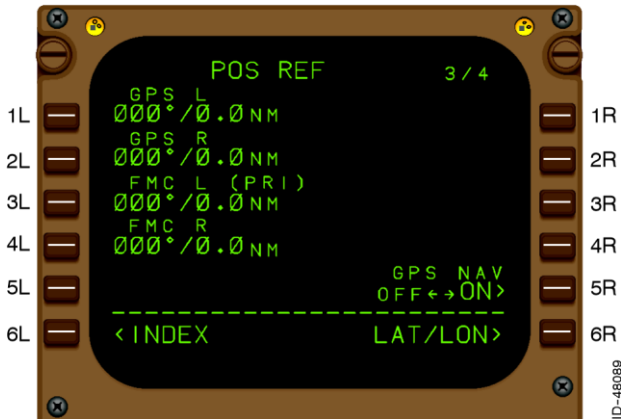 POS REF 3/4
GPS L
1L 000°/0.0NM 1R
GPS R
2L 000°/0.0NM 2R
FMC L (PRI)
3L 000°/0.0NM 3R
FMC R
4L 000°/0.0NM 4R
GPS NAV
5L OFF←→ON> 5R
6L <INDEX LAT/LON> 6R
ID-48089